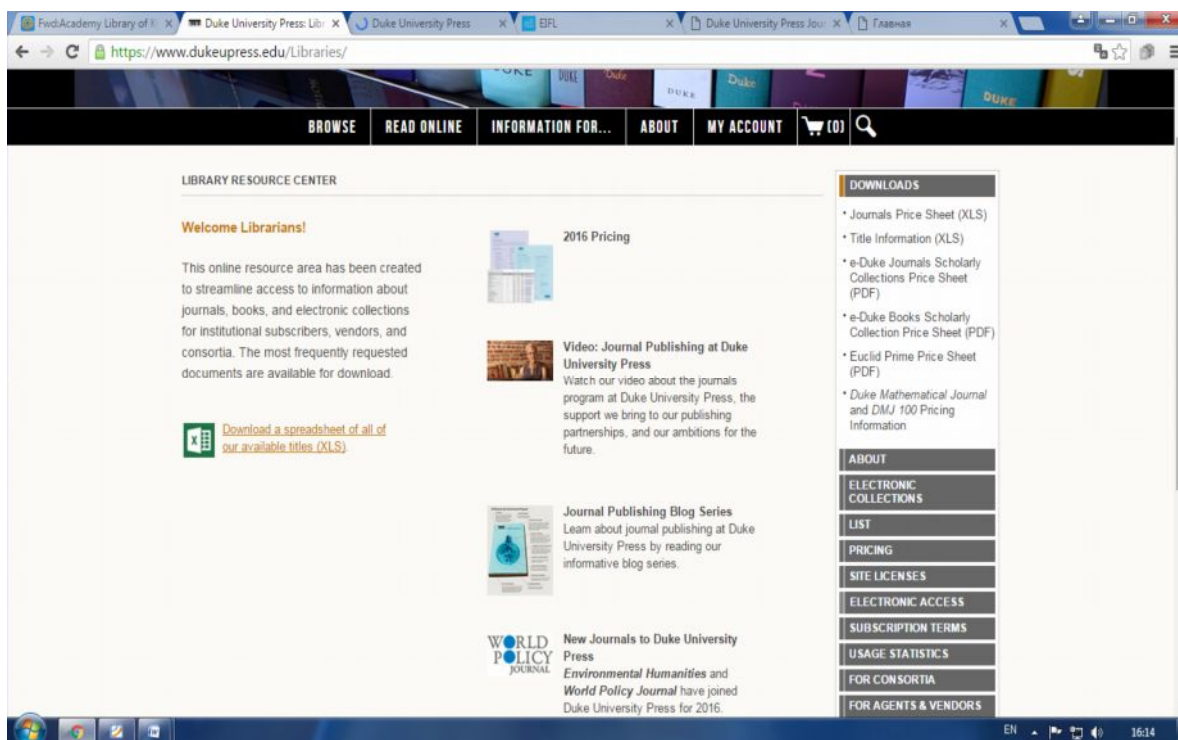 Fwd:Academy Library of
Duke University Press: Libr
Duke University Press
EIFL
Duke University Press Jour
Главная
https://www.dukeupress.edu/Libraries/
DUKE
DUKE
Duke
DUKE
Duke
DUKE
BROWSE
READ ONLINE
INFORMATION FOR...
ABOUT
MY ACCOUNT
(0)
LIBRARY RESOURCE CENTER
Welcome Librarians!
This online resource area has been created
to streamline access to information about
journals, books, and electronic collections
for institutional subscribers, vendors, and
consortia. The most frequently requested
documents are available for download.
Download a spreadsheet of all of
our available titles (XLS).
2016 Pricing
Video: Journal Publishing at Duke
University Press
Watch our video about the journals
program at Duke University Press, the
support we bring to our publishing
partnerships, and our ambitions for the
future.
Journal Publishing Blog Series
Learn about journal publishing at Duke
University Press by reading our
informative blog series.
WORLD
POLICY
JOURNAL
New Journals to Duke University
Press
Environmental Humanities and
World Policy Journal have joined
Duke University Press for 2016.
DOWNLOADS
• Journals Price Sheet (XLS)
• Title Information (XLS)
• e-Duke Journals Scholarly
Collections Price Sheet
(PDF)
• e-Duke Books Scholarly
Collection Price Sheet (PDF)
• Euclid Prime Price Sheet
(PDF)
• Duke Mathematical Journal
and DMJ 100 Pricing
Information
ABOUT
ELECTRONIC
COLLECTIONS
LIST
PRICING
SITE LICENSES
ELECTRONIC ACCESS
SUBSCRIPTION TERMS
USAGE STATISTICS
FOR CONSORTIA
FOR AGENTS & VENDORS
EN
16:14